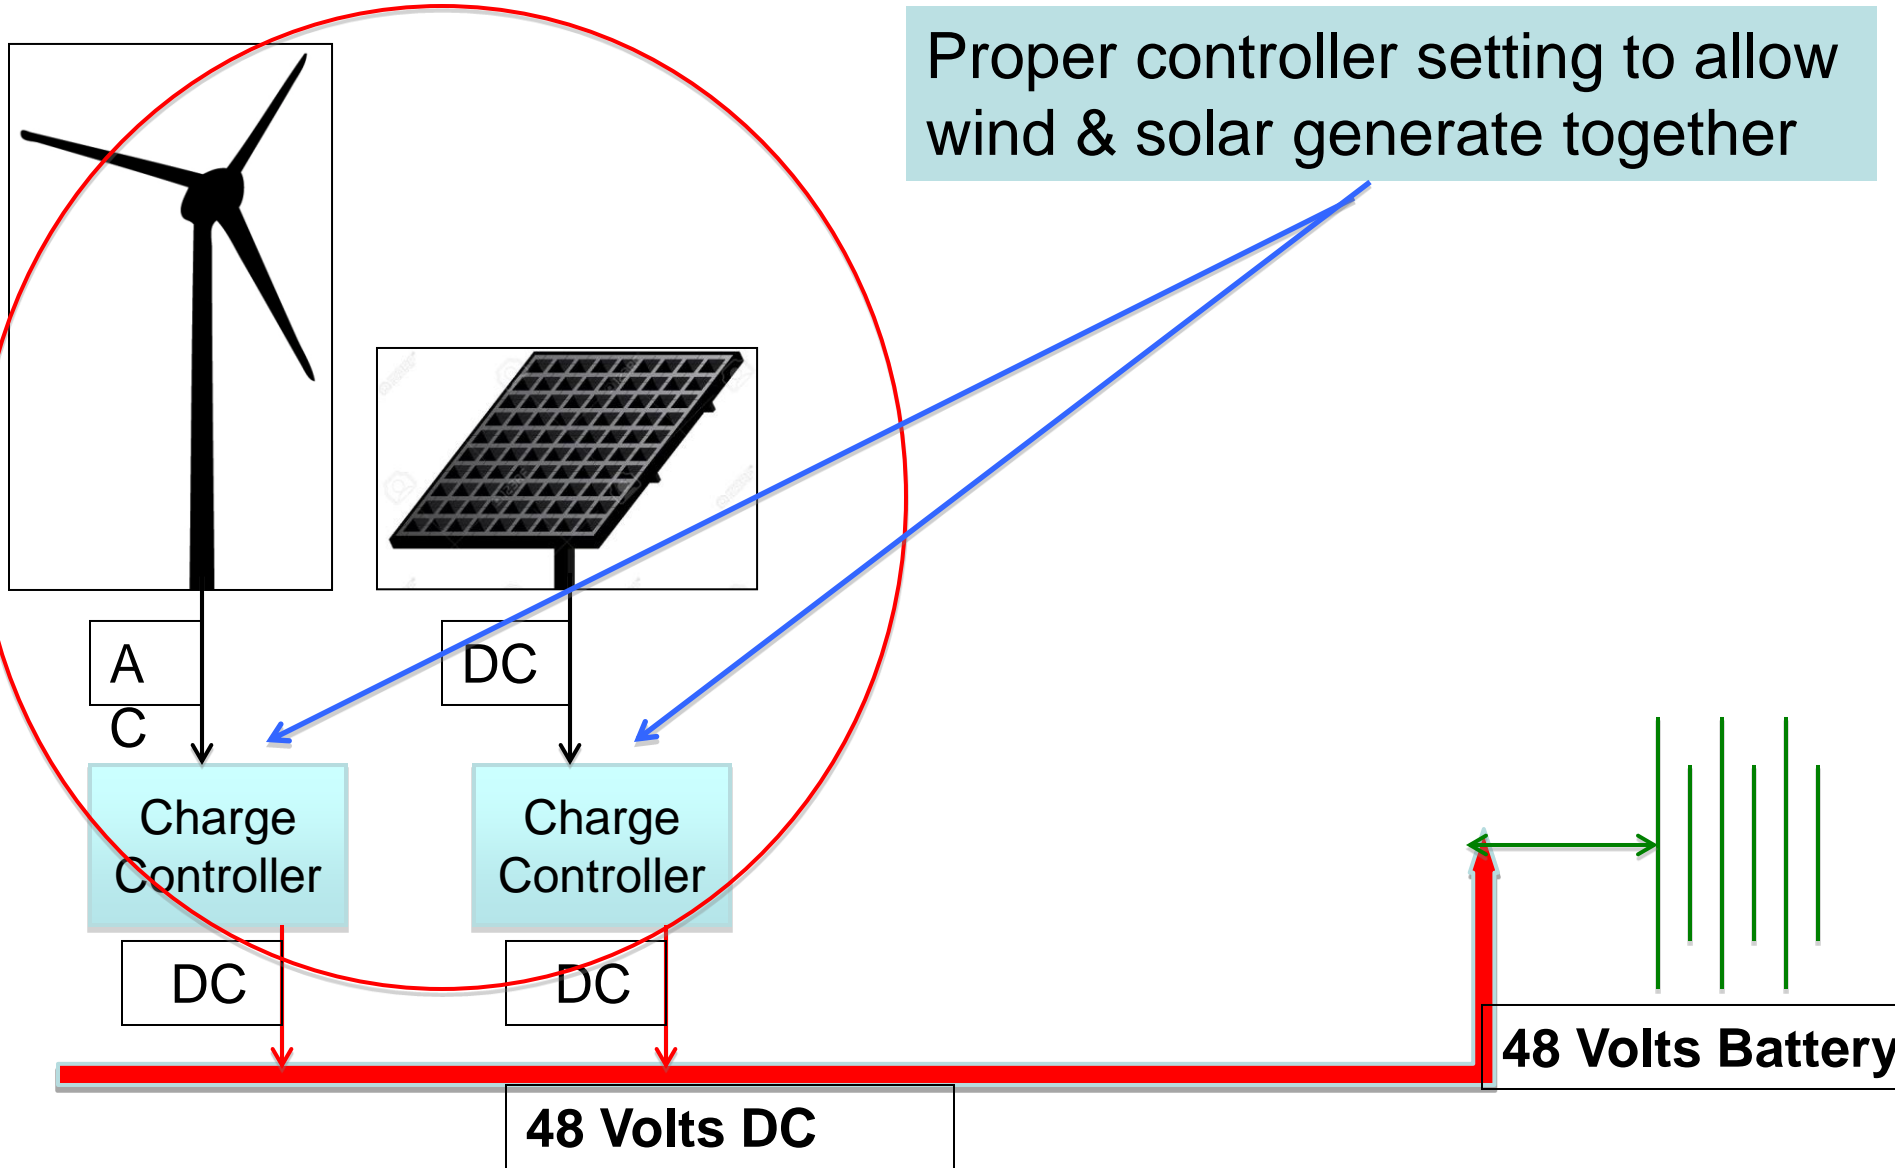 Proper controller setting to allow
wind & solar generate together
A
C
DC
Charge
Controller
Charge
Controller
DC
DC
48 Volts Battery
48 Volts DC